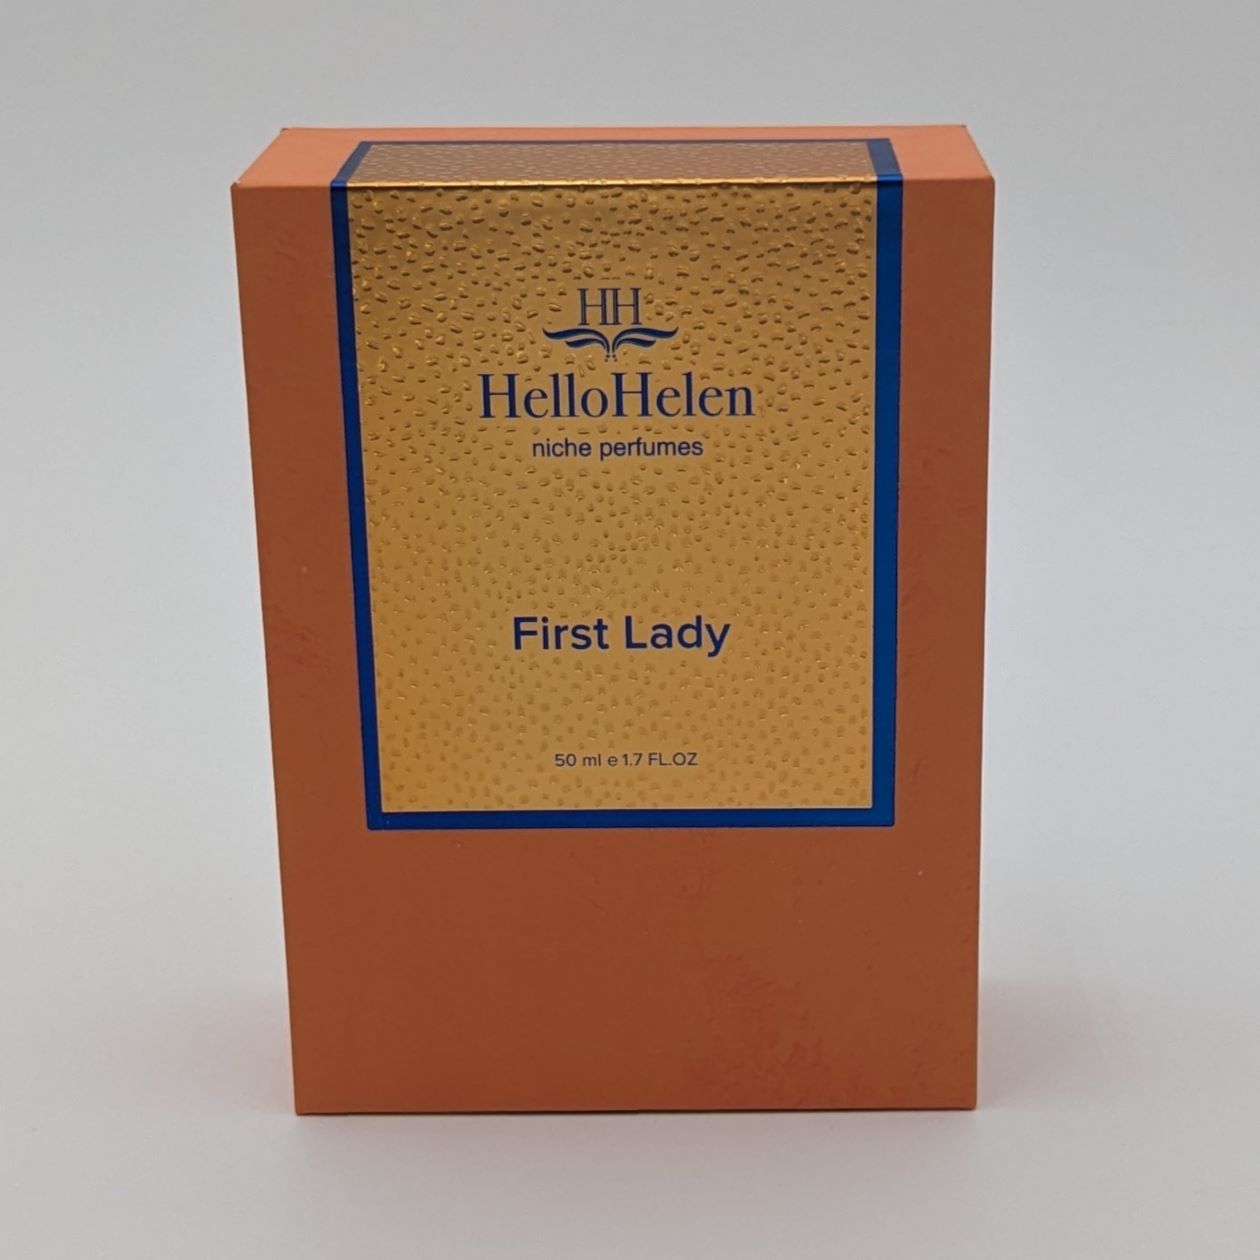 HH
HelloHelen
niche perfumes
First Lady
50 ml e 1.7 FL.OZ